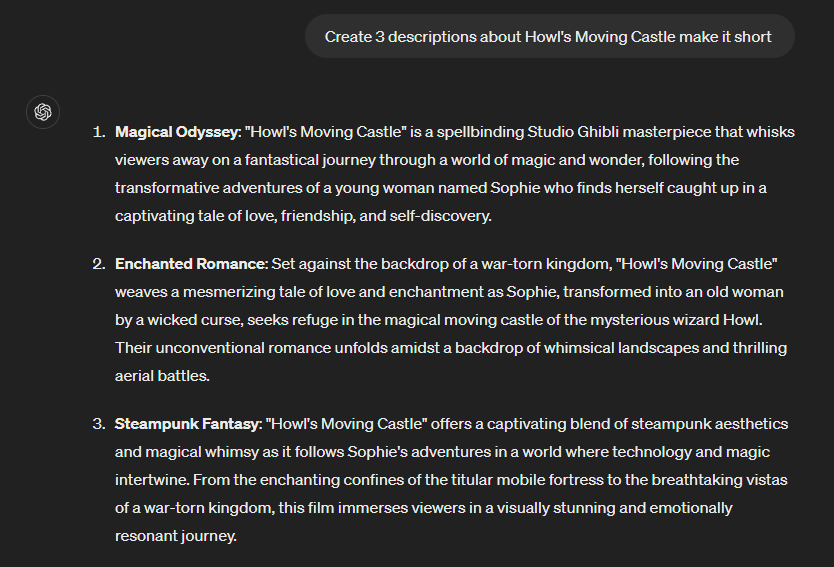 Create 3 descriptions about Howl's Moving Castle make it short
1. Magical Odyssey: "Howl's Moving Castle" is a spellbinding Studio Ghibli masterpiece that whisks
viewers away on a fantastical journey through a world of magic and wonder, following the
transformative adventures of a young woman named Sophie who finds herself caught up in a
captivating tale of love, friendship, and self-discovery.
2. Enchanted Romance: Set against the backdrop of a war-torn kingdom, "Howl's Moving Castle"
weaves a mesmerizing tale of love and enchantment as Sophie, transformed into an old woman
by a wicked curse, seeks refuge in the magical moving castle of the mysterious wizard Howl.
Their unconventional romance unfolds amidst a backdrop of whimsical landscapes and thrilling
aerial battles.
3. Steampunk Fantasy: "Howl's Moving Castle" offers a captivating blend of steampunk aesthetics
and magical whimsy as it follows Sophie's adventures in a world where technology and magic
intertwine. From the enchanting confines of the titular mobile fortress to the breathtaking vistas
of a war-torn kingdom, this film immerses viewers in a visually stunning and emotionally
resonant journey.